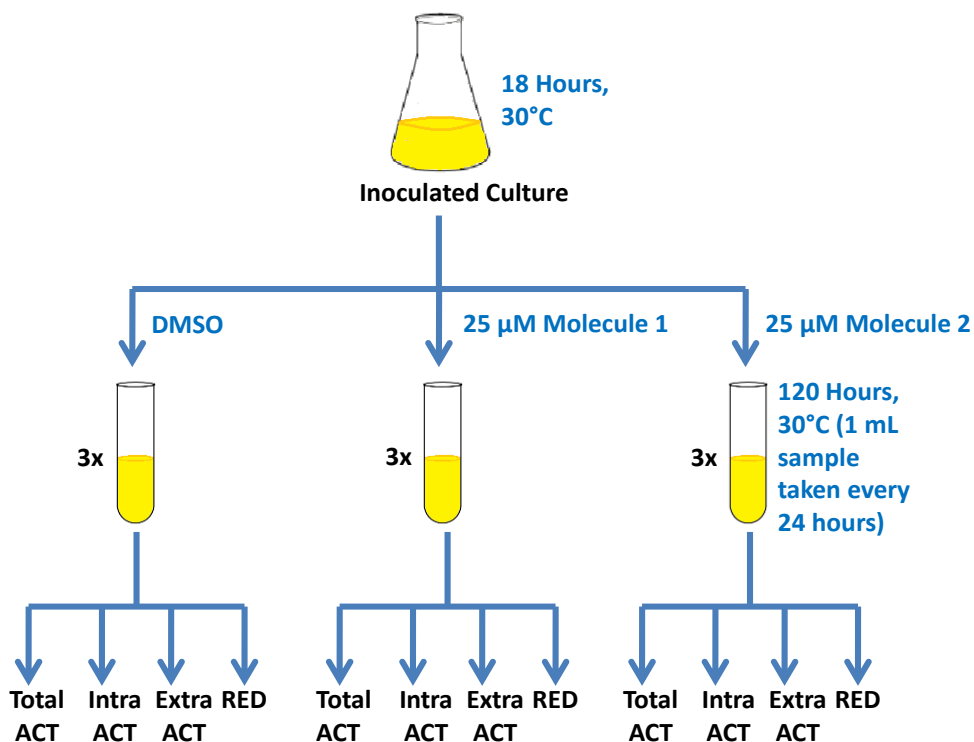 18 Hours,
30°C
Inoculated Culture
DMSO
25 µM Molecule 1
25 µM Molecule 2
3x
3x
3x
120 Hours,
30°C (1 mL
sample
taken every
24 hours)
Total Intra Extra RED
ACT ACT ACT
Total Intra Extra RED
ACT ACT ACT
Total Intra Extra RED
ACT ACT ACT